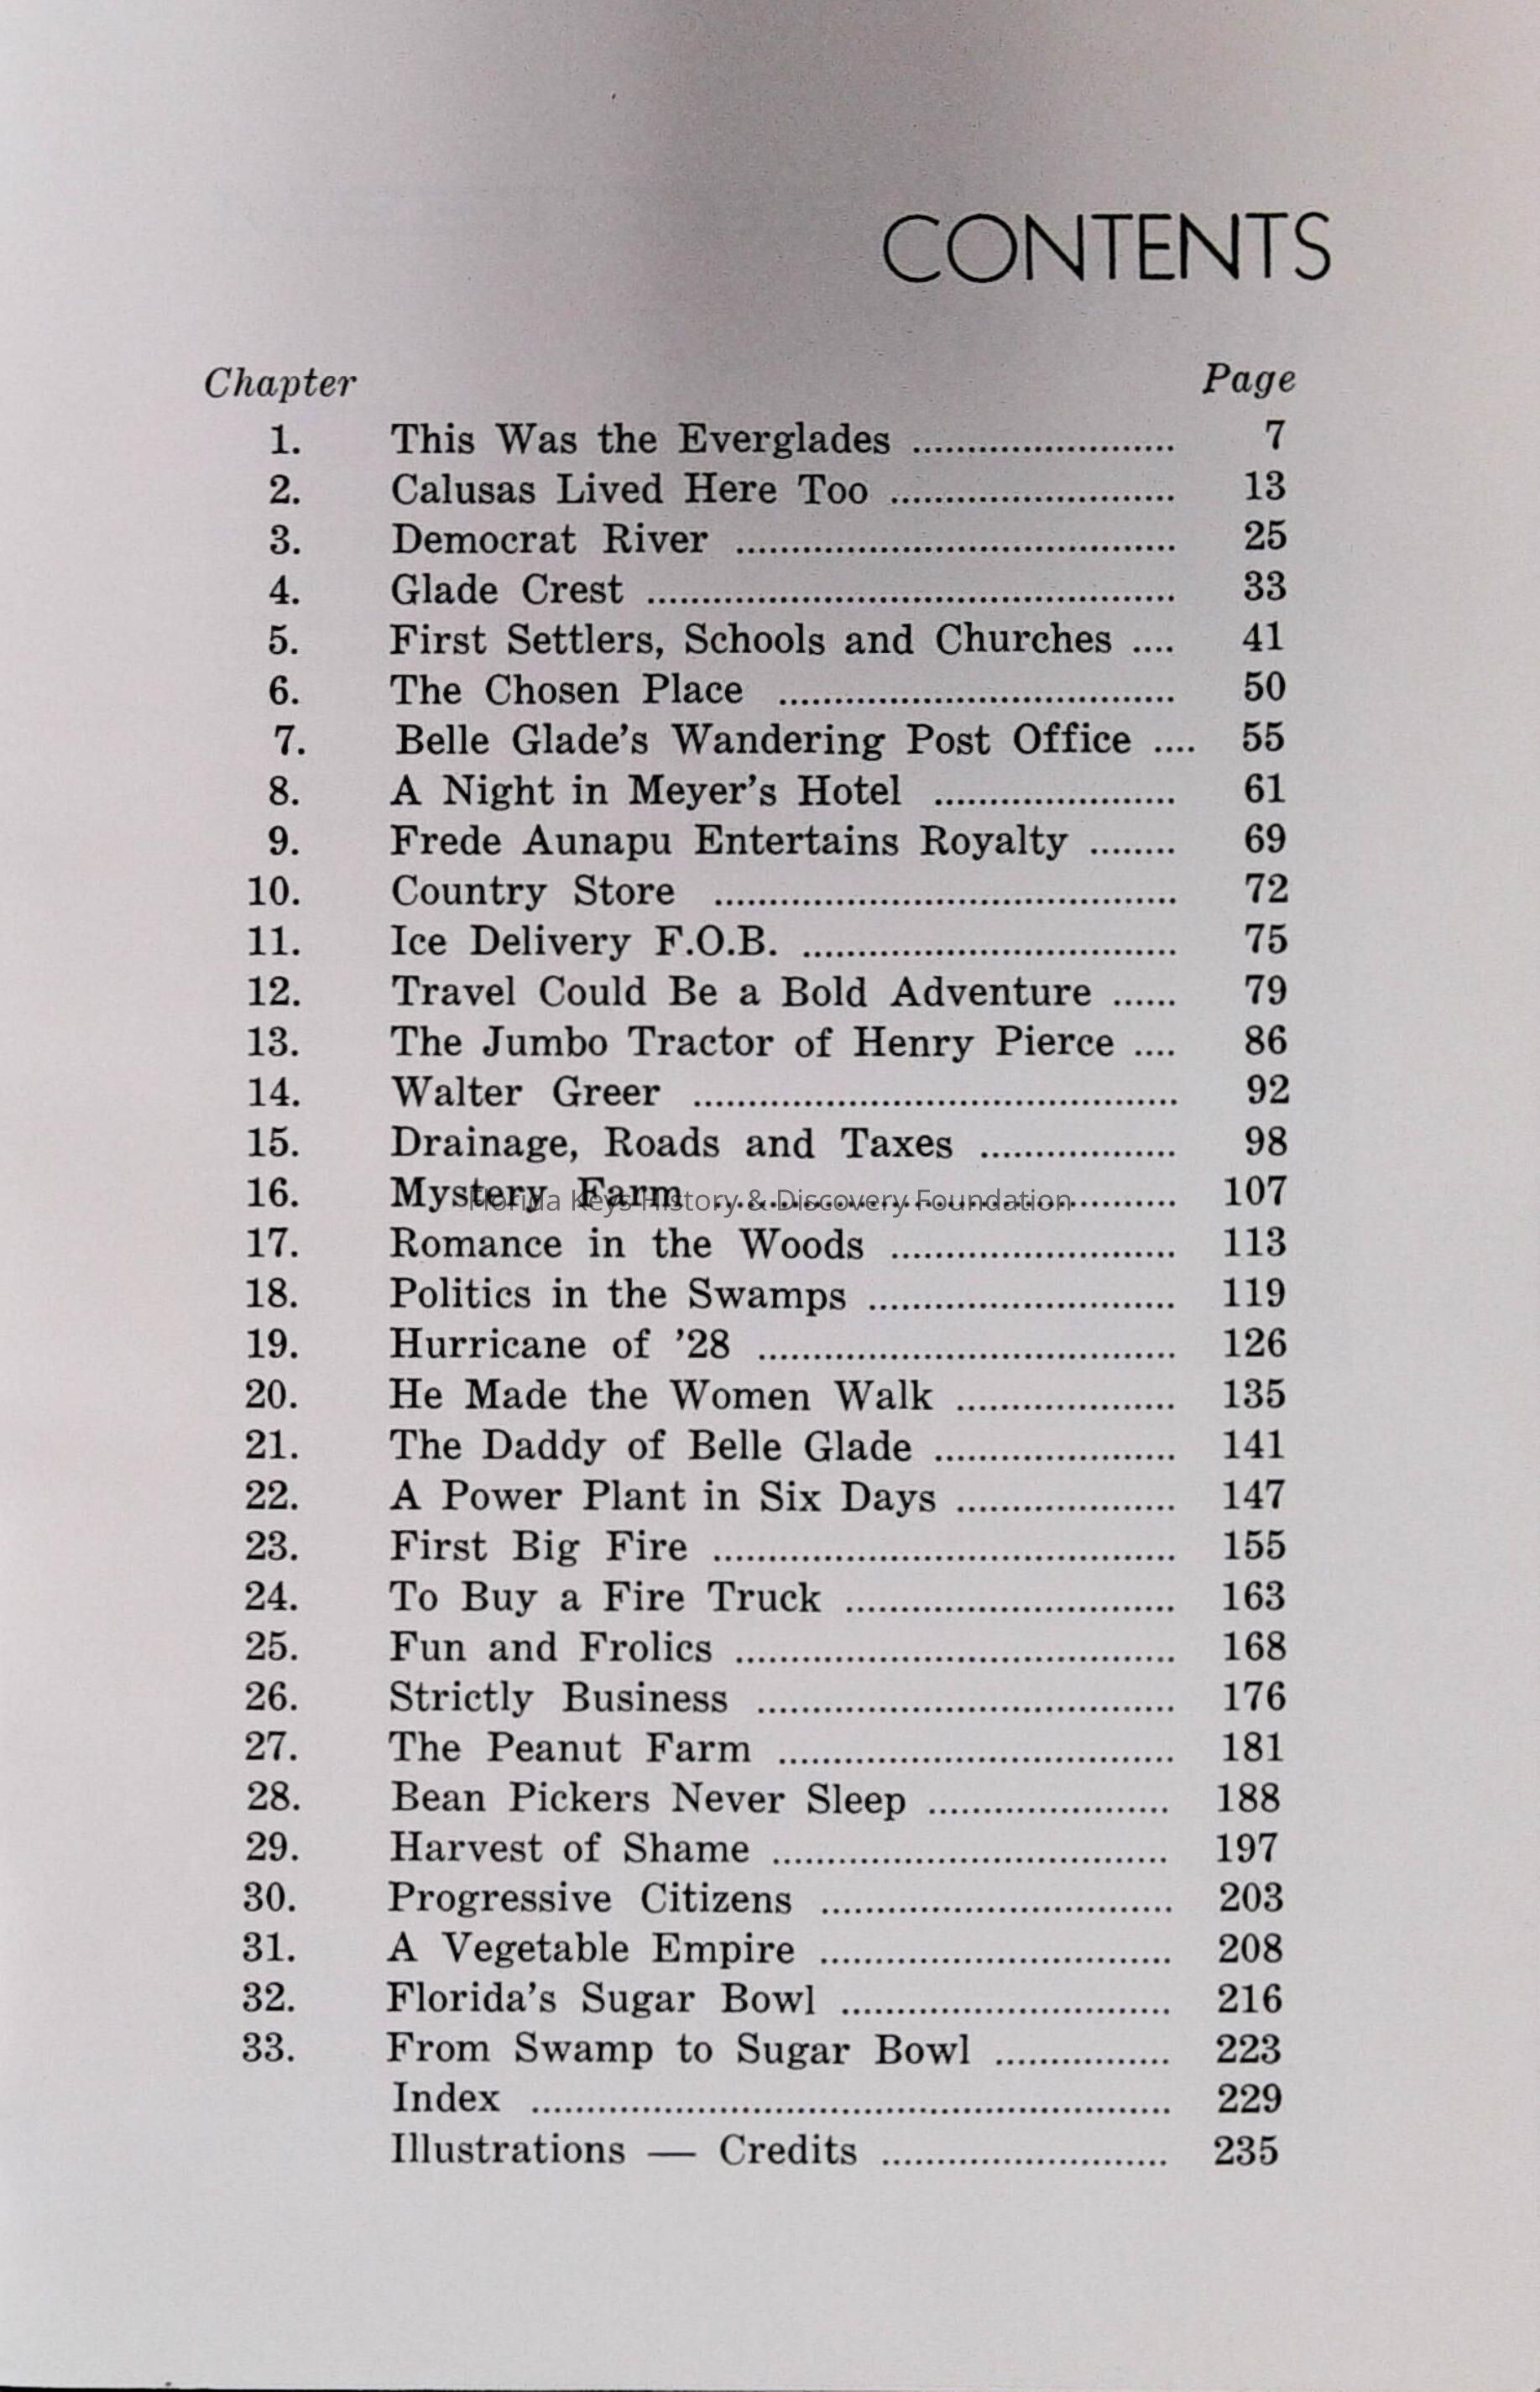 CONTENTS
Chapter Page
1. This Was the Everglades ........................ 7
2. Calusas Lived Here Too .......................... 13
3. Democrat River ........................................ 25
4. Glade Crest ................................................ 33
5. First Settlers, Schools and Churches .... 41
6. The Chosen Place .................................... 50
7. Belle Glade's Wandering Post Office .... 55
8. A Night in Meyer's Hotel ...................... 61
9. Frede Aunapu Entertains Royalty ........ 69
10. Country Store .......................................... 72
11. Ice Delivery F.O.B. .................................. 75
12. Travel Could Be a Bold Adventure ...... 79
13. The Jumbo Tractor of Henry Pierce .... 86
14. Walter Greer ............................................ 92
15. Drainage, Roads and Taxes .................. 98
16. Mystery Farm .......................................... 107
Florida Keys History & Discovery Foundation
17. Romance in the Woods .......................... 113
18. Politics in the Swamps ............................ 119
19. Hurricane of '28 ...................................... 126
20. He Made the Women Walk .................... 135
21. The Daddy of Belle Glade ...................... 141
22. A Power Plant in Six Days .................... 147
23. First Big Fire .......................................... 155
24. To Buy a Fire Truck .............................. 163
25. Fun and Frolics ........................................ 168
26. Strictly Business ...................................... 176
27. The Peanut Farm .................................... 181
28. Bean Pickers Never Sleep ...................... 188
29. Harvest of Shame .................................... 197
30. Progressive Citizens ................................ 203
31. A Vegetable Empire ................................ 208
32. Florida's Sugar Bowl .............................. 216
33. From Swamp to Sugar Bowl ................ 223
Index .......................................................... 229
Illustrations — Credits .......................... 235